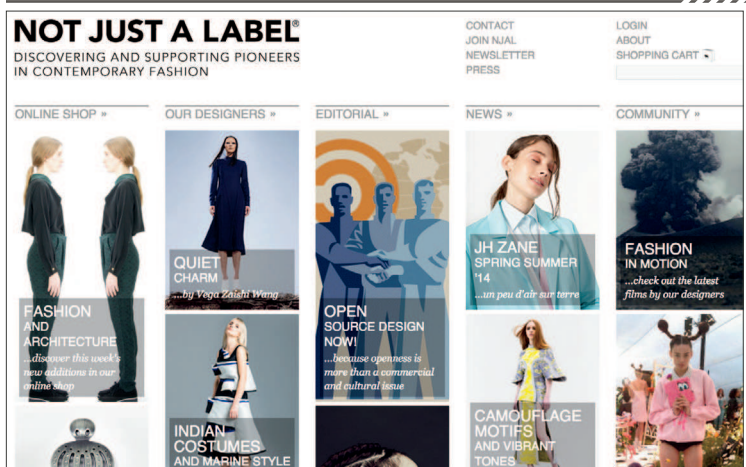 NOT JUST A LABEL®
DISCOVERING AND SUPPORTING PIONEERS
IN CONTEMPORARY FASHION
CONTACT
JOIN NJAL
NEWSLETTER
PRESS
LOGIN
ABOUT
SHOPPING CART
ONLINE SHOP »
FASHION
AND
ARCHITECTURE
...discover this week's
new additions in our
online shop
OUR DESIGNERS »
QUIET
CHARM
...by Vega Zaishi Wang
INDIAN
COSTUMES
AND MARINE STYLE
EDITORIAL »
OPEN
SOURCE DESIGN
NOW!
...because openness is
more than a commercial
and cultural issue
NEWS »
JH ZANE
SPRING SUMMER
'14
...un peu d'air sur terre
CAMOUFLAGE
MOTIFS
AND VIBRANT
TONES
COMMUNITY »
FASHION
IN MOTION
...check out the latest
films by our designers